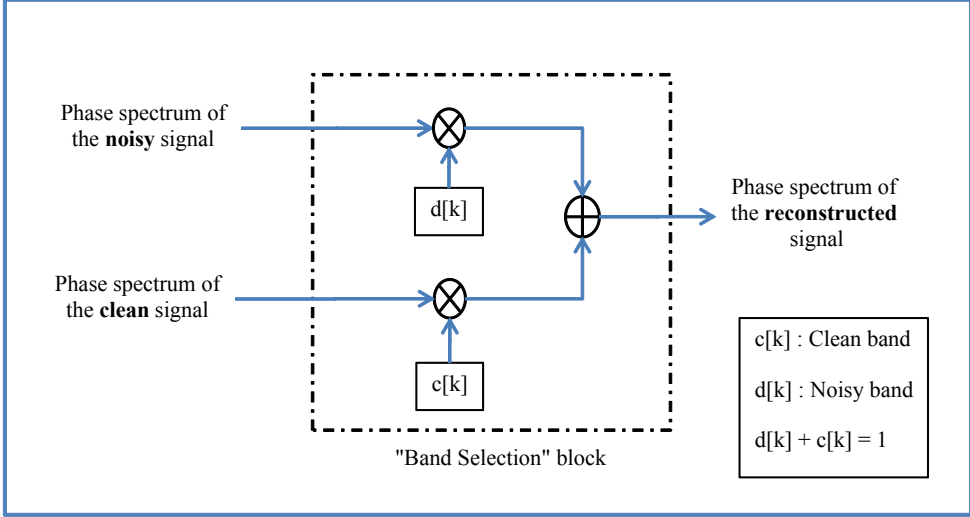 Phase spectrum of
the noisy signal
d[k]
Phase spectrum of
the reconstructed
signal
Phase spectrum of
the clean signal
c[k]
"Band Selection" block
c[k] : Clean band
d[k] : Noisy band
d[k] + c[k] = 1